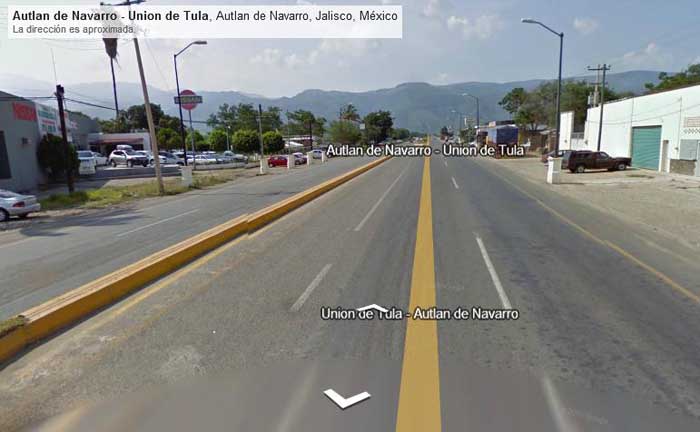 Autlan de Navarro - Union de Tula, Autlan de Navarro, Jalisco, México
La dirección es aproximada.
Autlan de Navarro - Union de Tula
Union de Tula - Autlan de Navarro